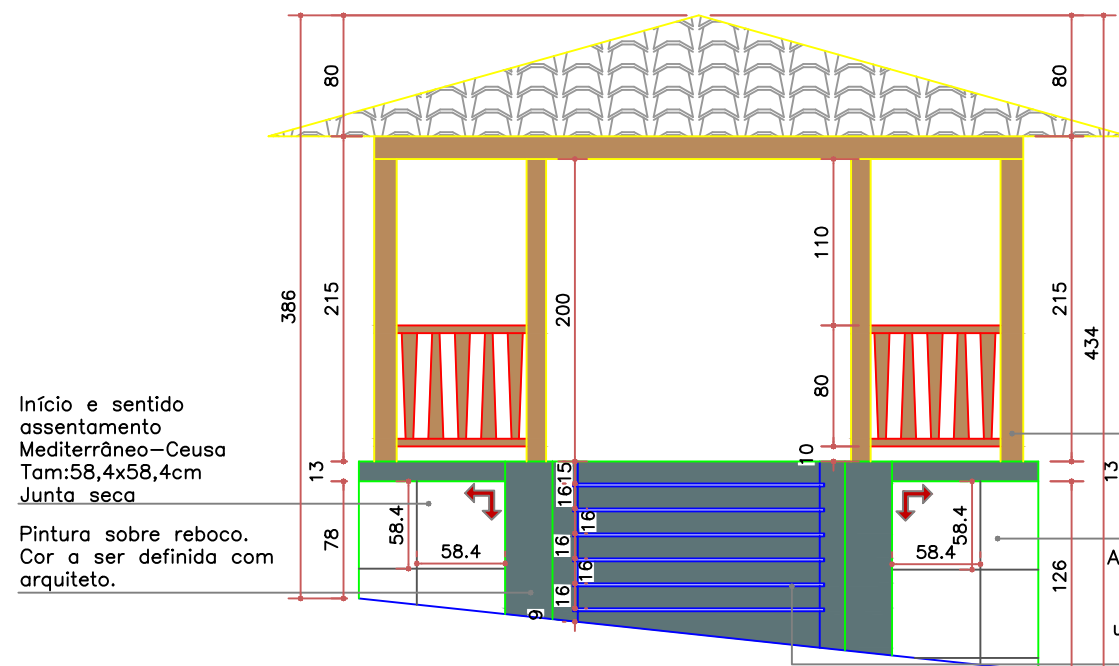 80
80
110
386
215
200
215
434
80
Início e sentido
assentamento
Mediterrâneo-Ceusa
Tam:58,4x58,4cm
Junta seca
13
10
15
13
16
16
58.4
58.4
16
58.4
58.4
Pintura sobre reboco.
Cor a ser definida com
arquiteto.
78
A
16
126
16
9
u